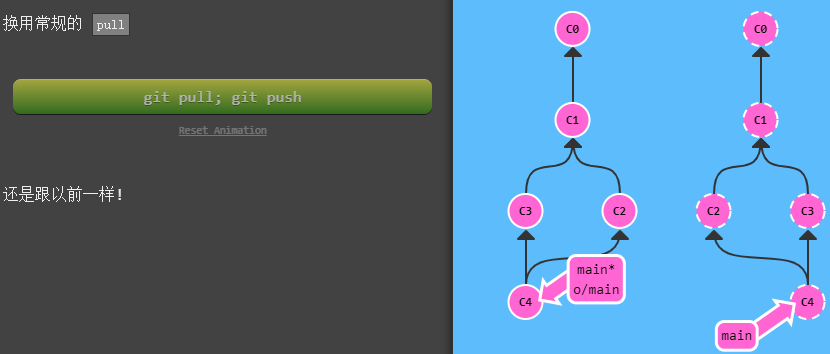 换用常规的 pull
git pull; git push
Reset Animation
还是跟以前一样!
C0
C1
C3
C2
main*
o/main
C4
C0
C1
C2
C3
C4
main